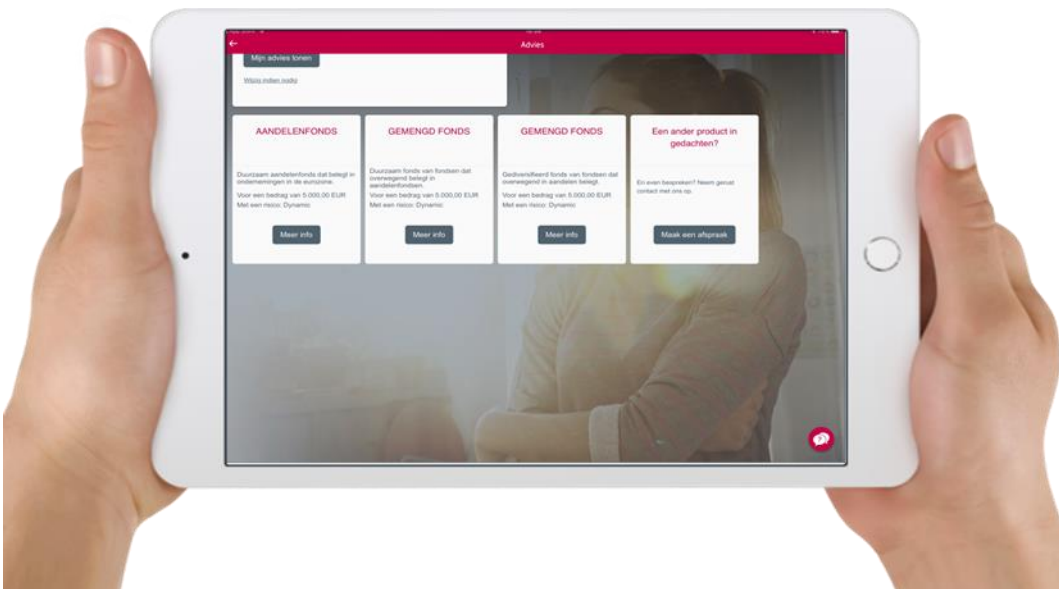 Advies
Mijn advies tonen
Wijzig indien nodig
AANDELENFONDS
Duurzaam aandelenfonds dat belegt in
ondernemingen in de eurozone.
Voor een bedrag van 5.000,00 EUR
Met een risico: Dynamic
Meer info
GEMENGD FONDS
Duurzaam fonds van fondsen dat
overwegend belegt in
aandelenfondsen.
Voor een bedrag van 5.000,00 EUR
Met een risico: Dynamic
Meer info
GEMENGD FONDS
Gediversifieerd fonds van fondsen dat
overwegend in aandelen belegt.
Voor een bedrag van 5.000,00 EUR
Met een risico: Dynamic
Meer info
Een ander product in
gedachten?
En even bespreken? Neem gerust
contact met ons op.
Maak een afspraak